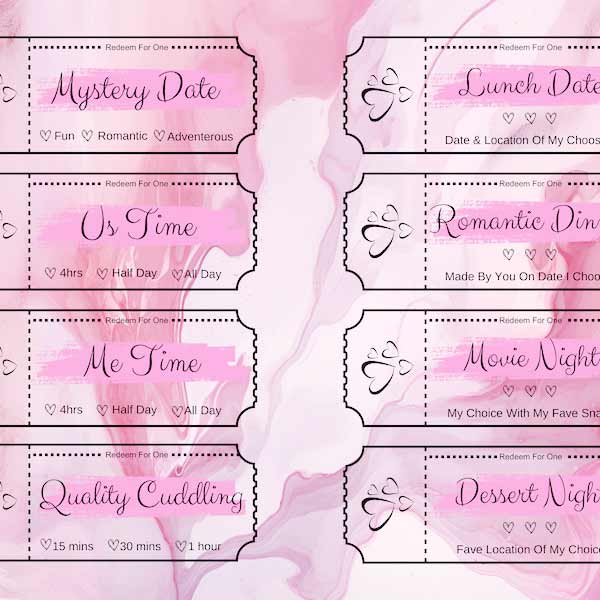 Redeem For One
Mystery Date
Fun Romantic Adventerous
Redeem For One
Us Time
4hrs Half Day All Day
Redeem For One
Me Time
4hrs Half Day All Day
Redeem For One
Quality Cuddling
15 mins 30 mins 1 hour
Redeem For One
Lunch Date
Date & Location Of My Choos
Redeem For One
Romantic Din
Made By You On Date I Choo
Redeem For One
Movie Night
My Choice With My Fave Sna
Redeem For One
Dessert Nigh
Fave Location Of My Choic